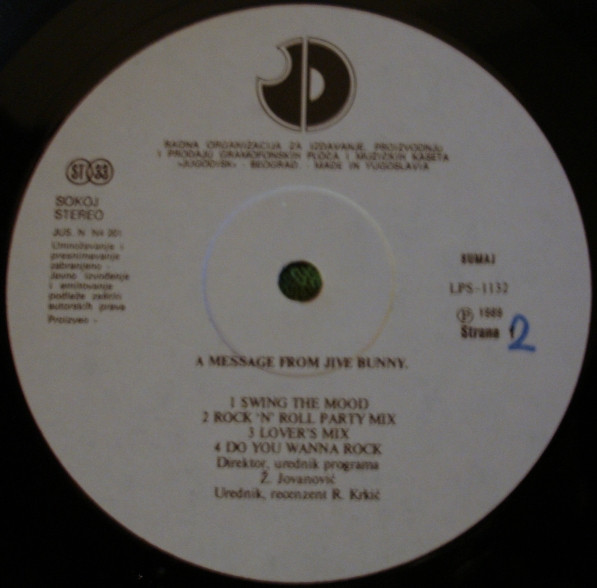 RADNA ORGANIZACIJA ZA IZDAVANJE, PROIZVODNJU
I PRODAJU GRAMOFONSKIH PLOČA I MUZIČKIH KASETA
»JUGODISK« - BEOGRAD. - MADE IN YUGOSLAVIA
ST 33
SOKOJ
STEREO
JUS. N. N4 201
Umnožavanje i
presnimavanje
zabranjeno -
Javno izvođenje
i emitovanje
podleže zaštiti
autorskih prava
Proizveo -
BUMAJ
LPS-1132
Ⓟ 1989
Strana 2
A MESSAGE FROM JIVE BUNNY.
1 SWING THE MOOD
2 ROCK 'N' ROLL PARTY MIX
3 LOVER'S MIX
4 DO YOU WANNA ROCK
Direktor, urednik programa
Ž. Jovanović
Urednik, recenzent R. Krkić